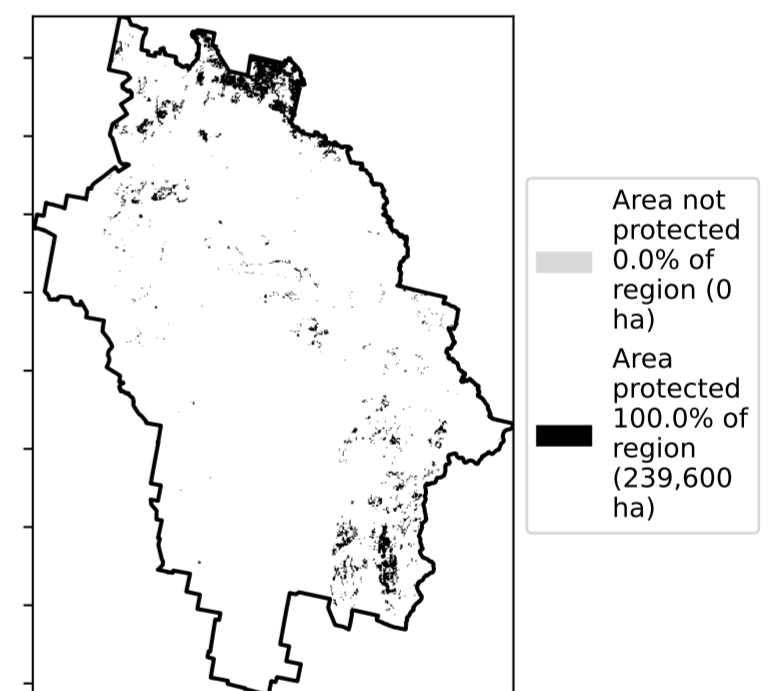 Area not
protected
0.0% of
region (0
ha)
Area
protected
100.0% of
region
(239,600
ha)